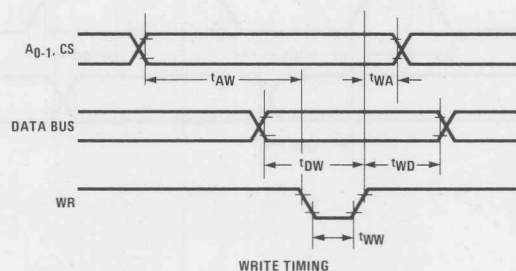 A0-1, CS
tAW
tWA
DATA BUS
tDW
tWD
WR
tWW
WRITE TIMING